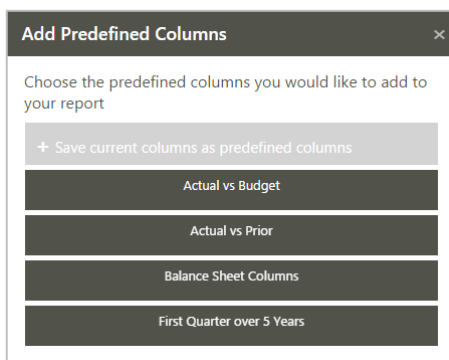 Add Predefined Columns ×
Choose the predefined columns you would like to add to
your report
+ Save current columns as predefined columns
Actual vs Budget
Actual vs Prior
Balance Sheet Columns
First Quarter over 5 Years